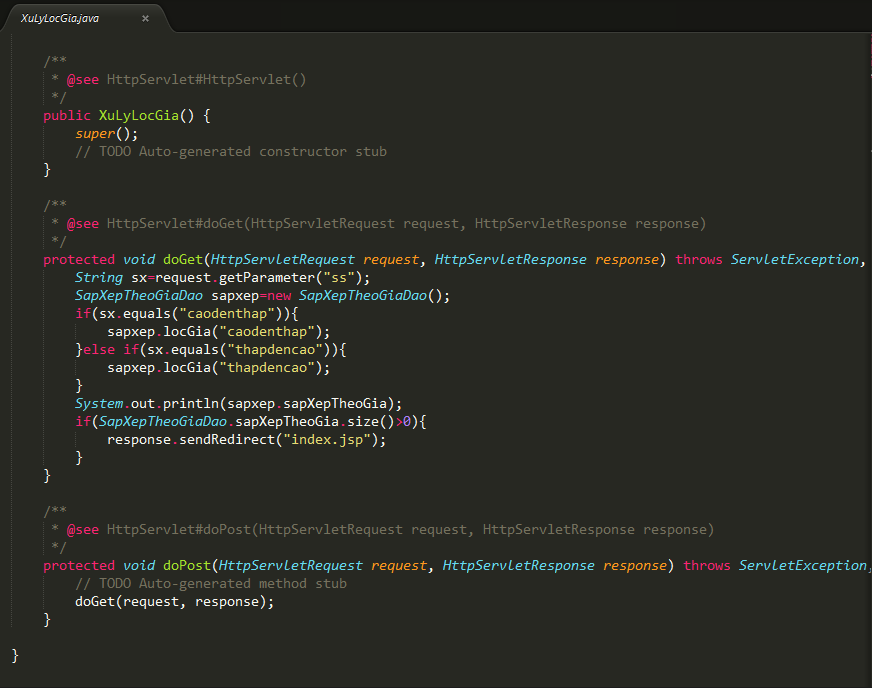 XuLyLocGia.java ×
/**
* @see HttpServlet#HttpServlet()
*/
public XuLyLocGia() {
super();
// TODO Auto-generated constructor stub
}
/**
* @see HttpServlet#doGet(HttpServletRequest request, HttpServletResponse response)
*/
protected void doGet(HttpServletRequest request, HttpServletResponse response) throws ServletException,
String sx=request.getParameter("ss");
SapXepTheoGiaDao sapxep=new SapXepTheoGiaDao();
if(sx.equals("caodenthap")){
sapxep.locGia("caodenthap");
}else if(sx.equals("thapdencao")){
sapxep.locGia("thapdencao");
}
System.out.println(sapxep.sapXepTheoGia);
if(SapXepTheoGiaDao.sapXepTheoGia.size()>0){
response.sendRedirect("index.jsp");
}
}
/**
* @see HttpServlet#doPost(HttpServletRequest request, HttpServletResponse response)
*/
protected void doPost(HttpServletRequest request, HttpServletResponse response) throws ServletException,
// TODO Auto-generated method stub
doGet(request, response);
}
}